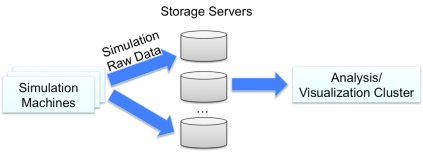 Storage Servers
Simulation
Raw Data
Simulation
Machines
...
Analysis/
Visualization Cluster